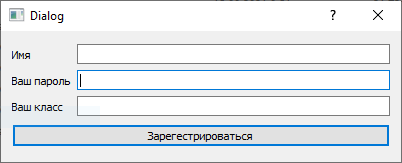 Dialog
Имя
Ваш пароль
Ваш класс
Зарегестрироваться